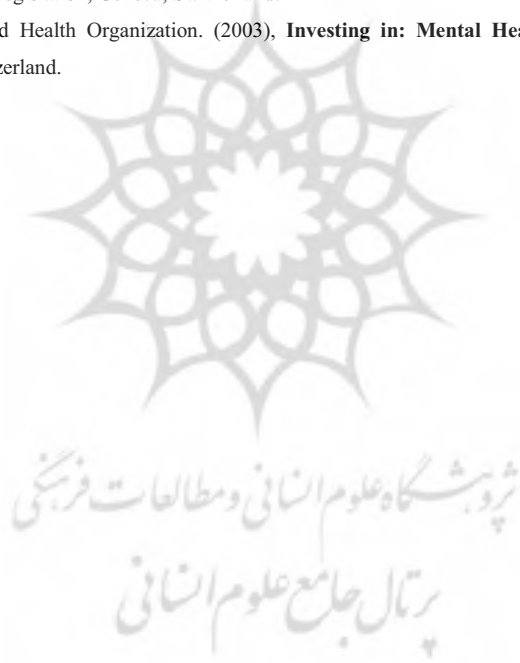 d Health Organization. (2003), Investing in: Mental Hea
zerland.
پژوهشگاه علوم انسانی و مطالعات فرهنگی
پرتال جامع علوم انسانی